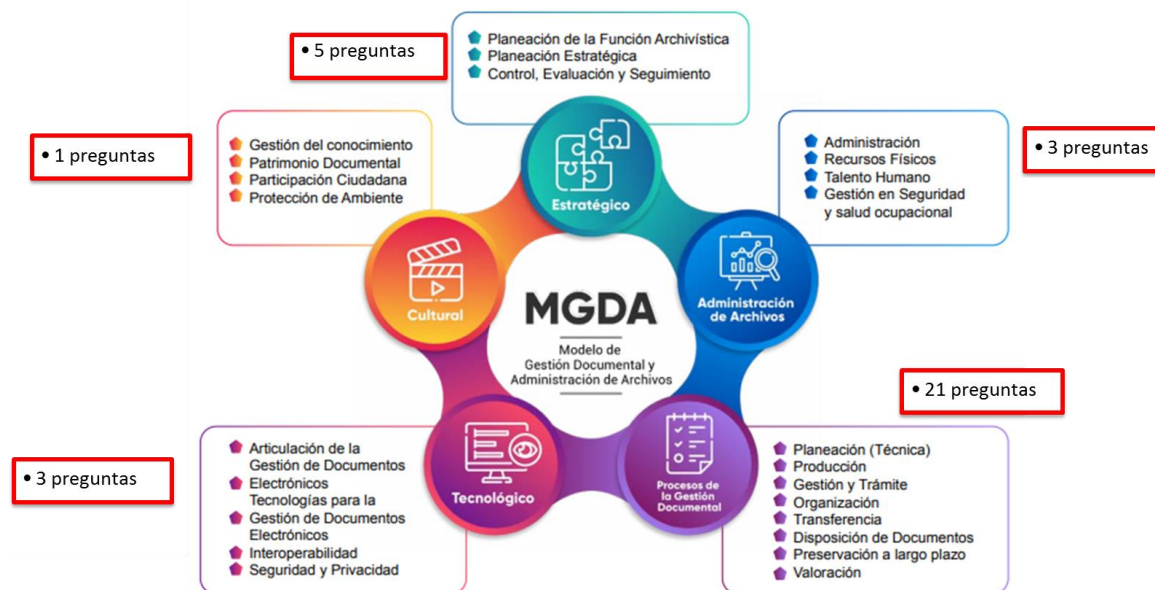 • 5 preguntas
Planeación de la Función Archivística
Planeación Estratégica
Control, Evaluación y Seguimiento
• 1 preguntas
Gestión del conocimiento
Patrimonio Documental
Participación Ciudadana
Protección de Ambiente
Administración
Recursos Físicos
Talento Humano
Gestión en Seguridad
y salud ocupacional
• 3 preguntas
Estratégico
Cultural
Administración
de Archivos
MGDA
Modelo de
Gestión Documental y
Administración de Archivos
• 21 preguntas
• 3 preguntas
Articulación de la
Gestión de Documentos
Electrónicos
Tecnologías para la
Gestión de Documentos
Electrónicos
Interoperabilidad
Seguridad y Privacidad
Tecnológico
Procesos de
la Gestión
Documental
Planeación (Técnica)
Producción
Gestión y Trámite
Organización
Transferencia
Disposición de Documentos
Preservación a largo plazo
Valoración